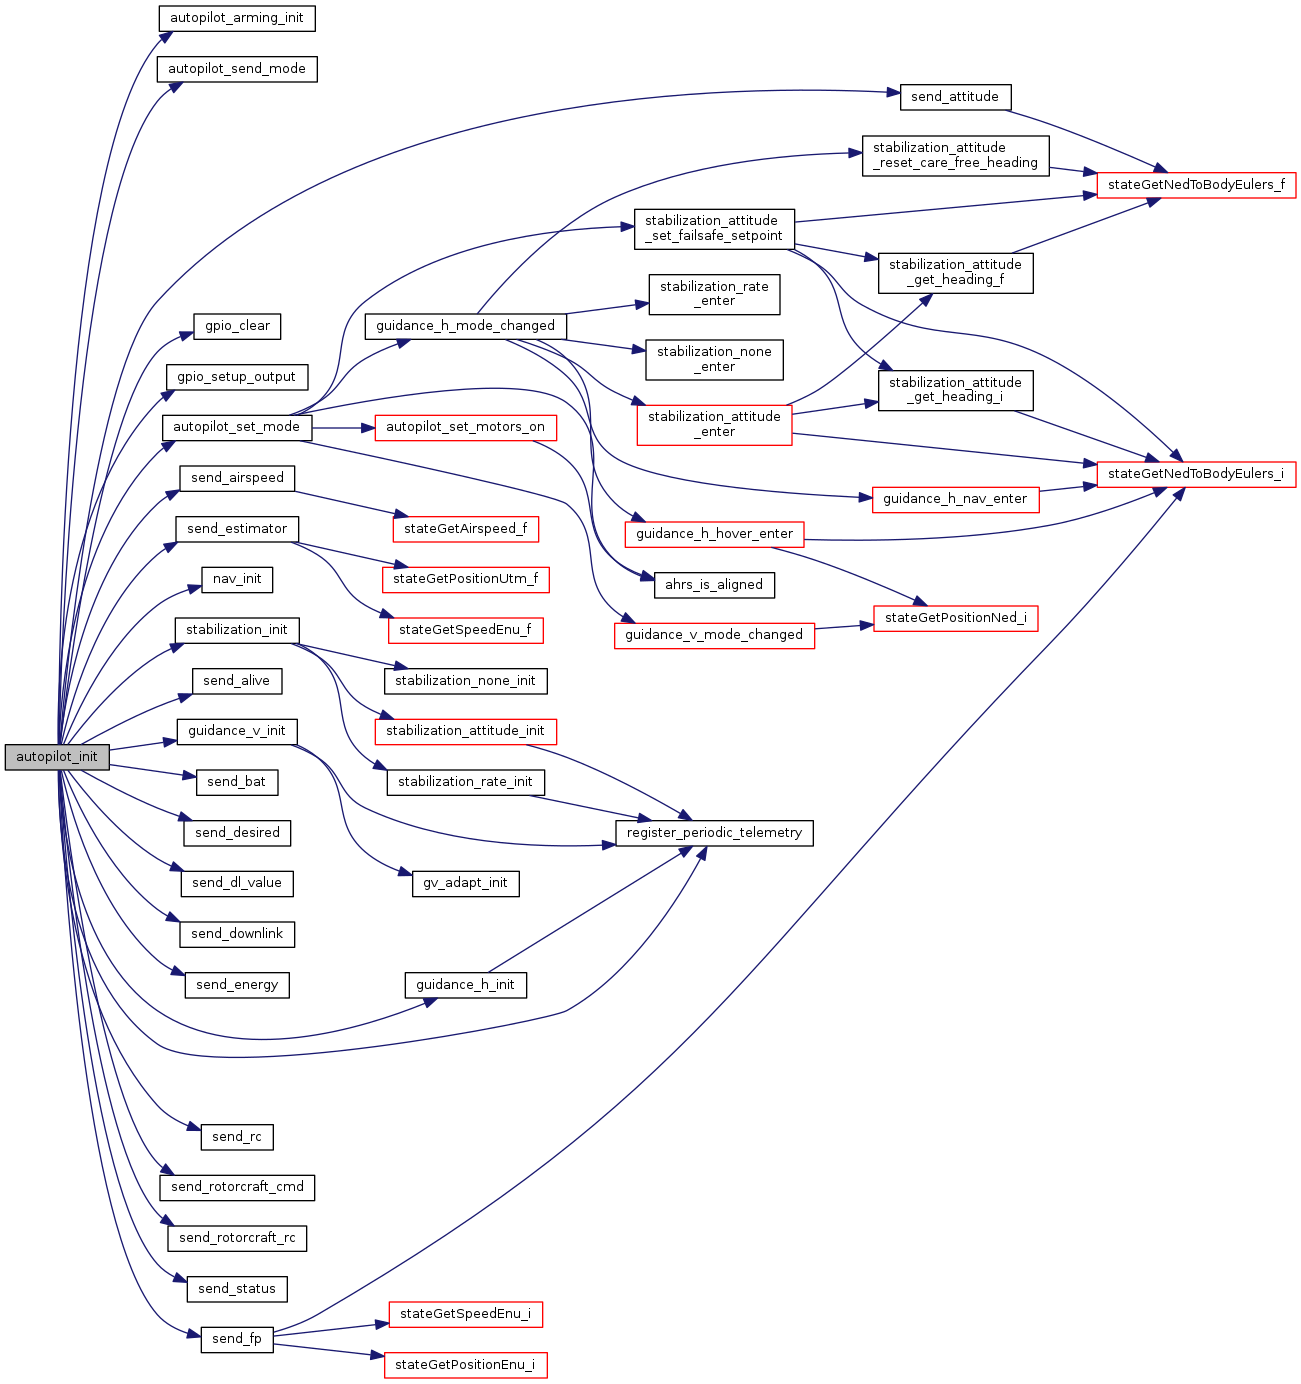 autopilot_arming_init
autopilot_send_mode
send_attitude
stabilization_attitude
_reset_care_free_heading
stateGetNedToBodyEulers_f
stabilization_attitude
_set_failsafe_setpoint
stabilization_attitude
_get_heading_f
stabilization_rate
_enter
gpio_clear
guidance_h_mode_changed
stabilization_none
_enter
gpio_setup_output
stabilization_attitude
_get_heading_i
autopilot_set_mode
autopilot_set_motors_on
stabilization_attitude
_enter
stateGetNedToBodyEulers_i
send_airspeed
guidance_h_nav_enter
send_estimator
stateGetAirspeed_f
guidance_h_hover_enter
nav_init
stateGetPositionUtm_f
ahrs_is_aligned
stateGetPositionNed_i
stabilization_init
stateGetSpeedEnu_f
guidance_v_mode_changed
send_alive
stabilization_none_init
guidance_v_init
stabilization_attitude_init
autopilot_init
send_bat
stabilization_rate_init
send_desired
register_periodic_telemetry
send_dl_value
gv_adapt_init
send_downlink
send_energy
guidance_h_init
send_rc
send_rotorcraft_cmd
send_rotorcraft_rc
send_status
stateGetSpeedEnu_i
send_fp
stateGetPositionEnu_i